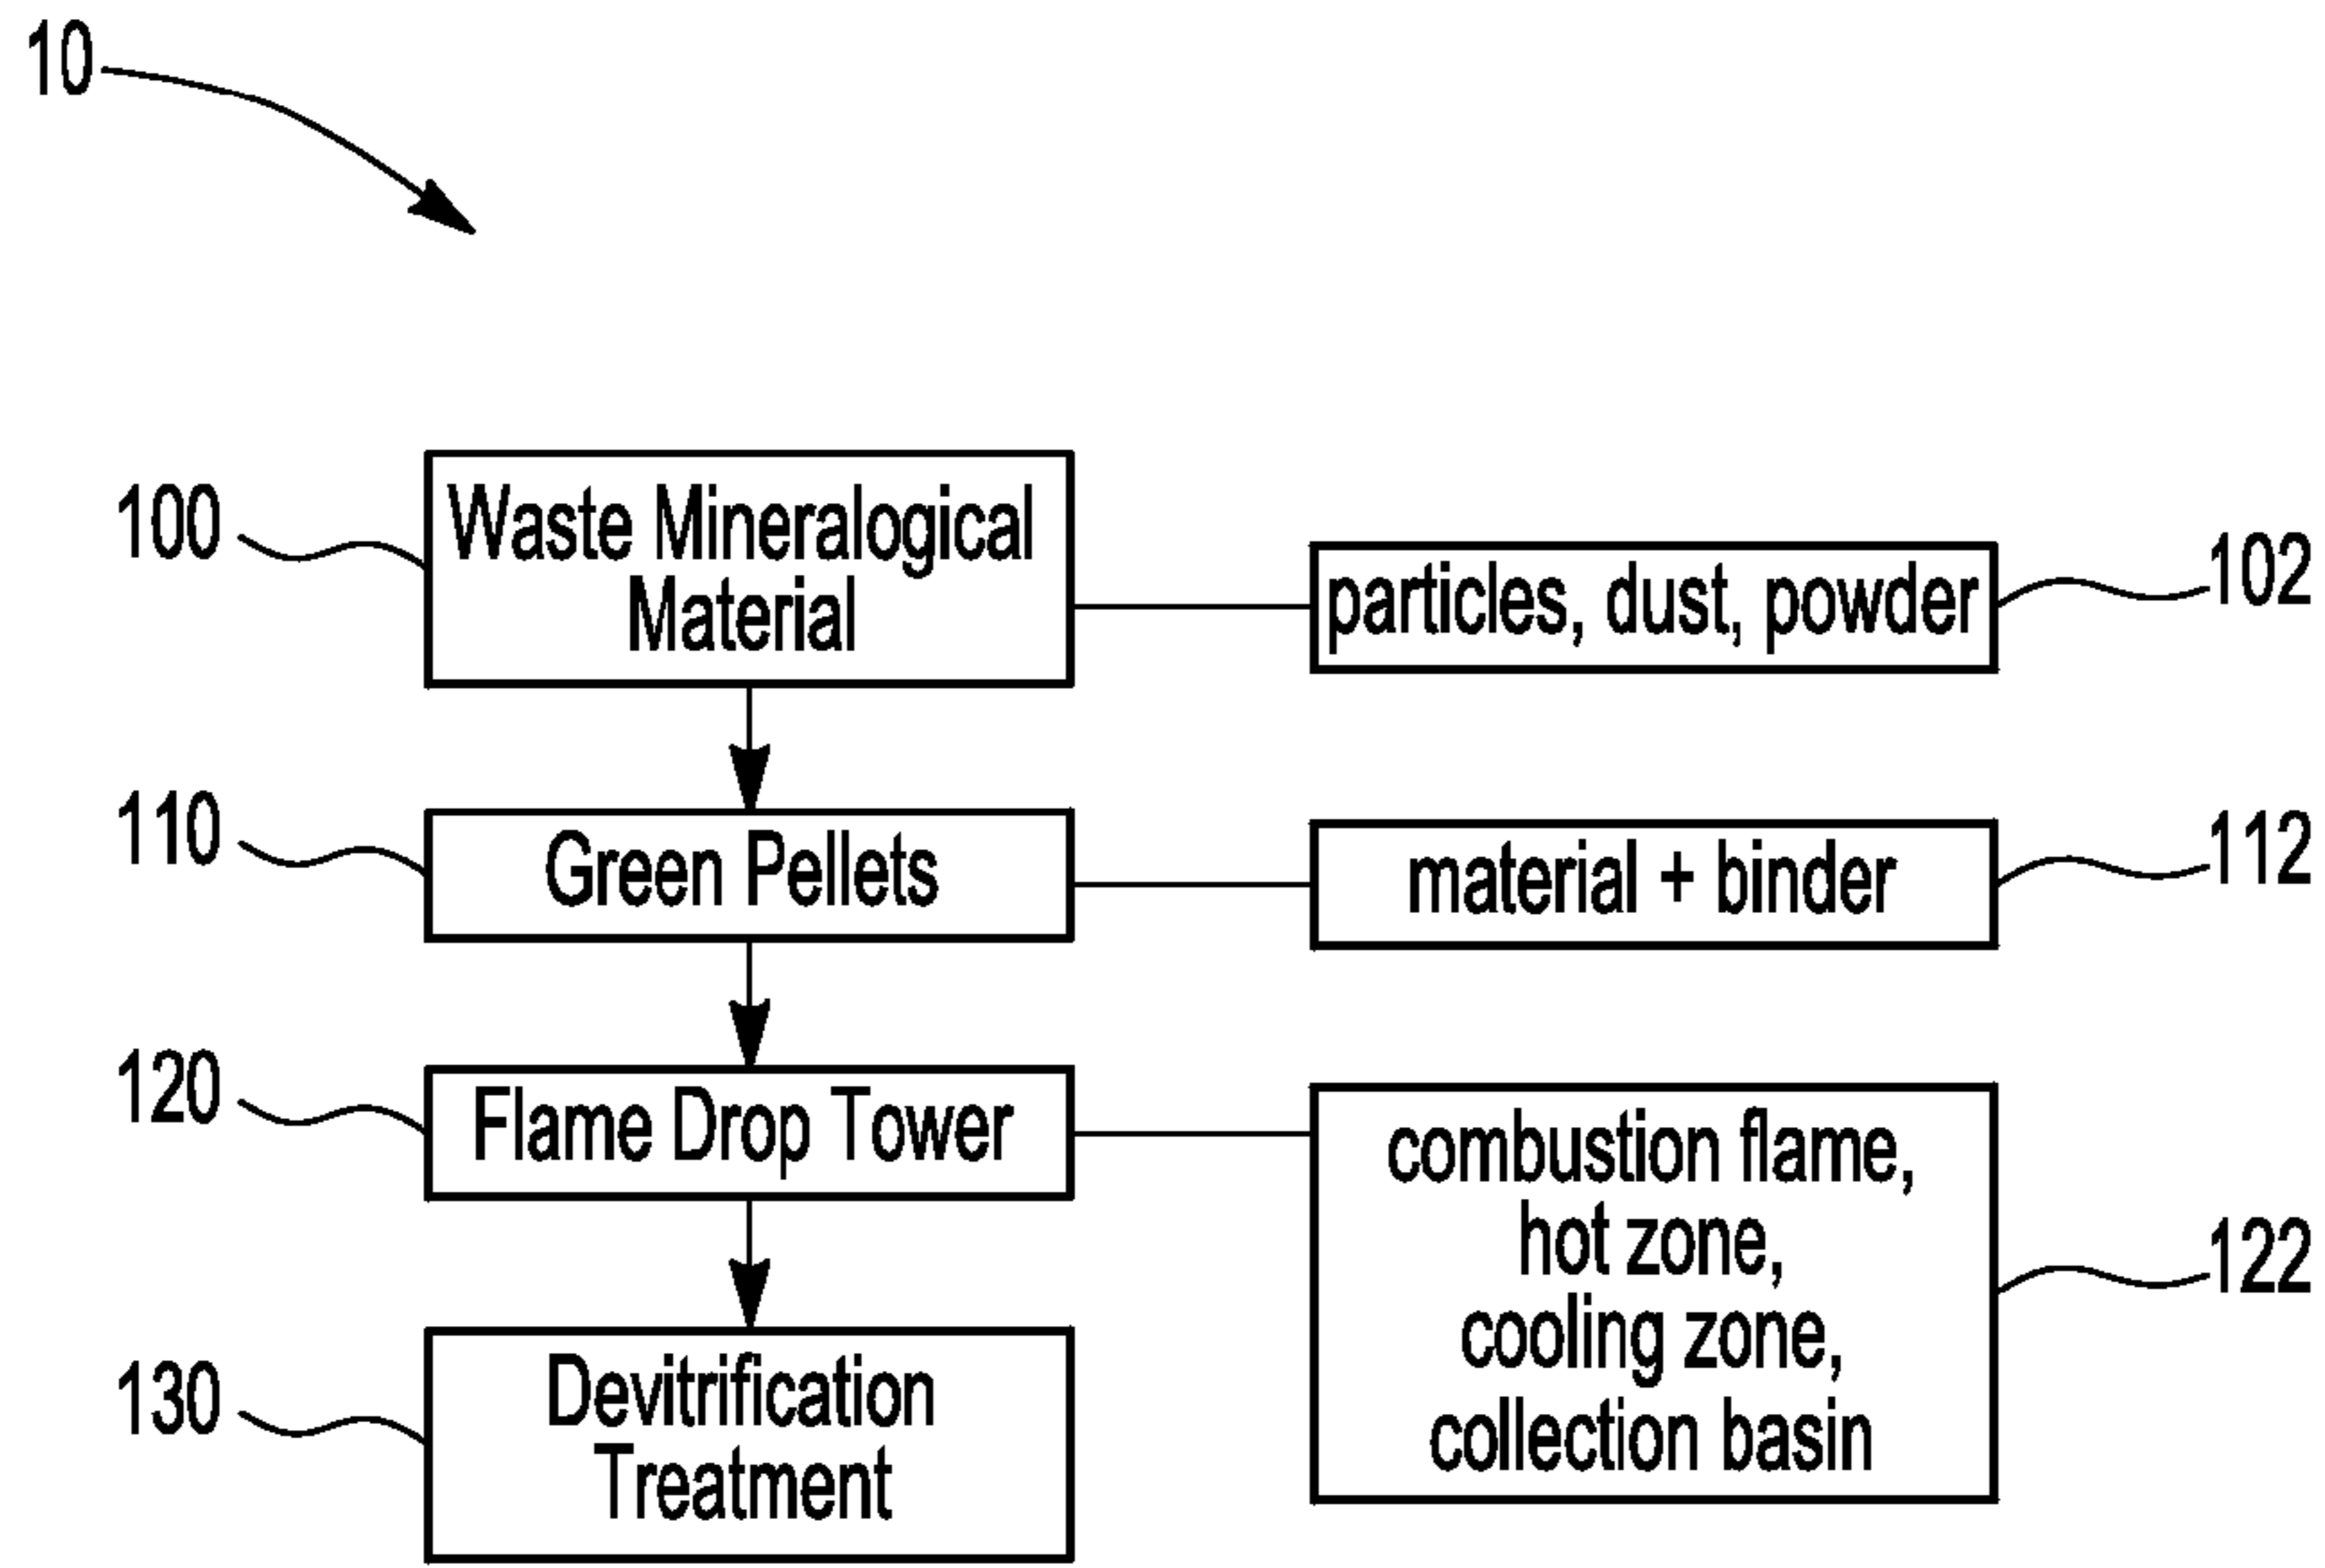 10
100
Waste Mineralogical
Material
particles, dust, powder
102
110
Green Pellets
material + binder
112
120
Flame Drop Tower
combustion flame,
hot zone,
cooling zone,
collection basin
122
130
Devitrification
Treatment